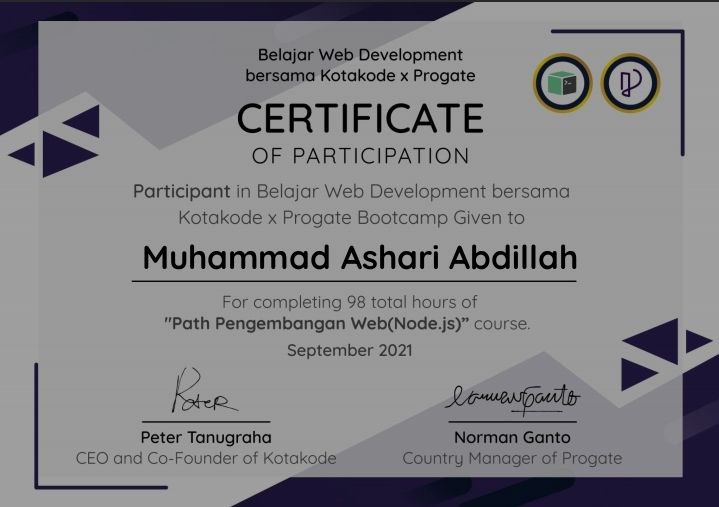 Belajar Web Development
bersama Kotakode x Progate
CERTIFICATE
OF PARTICIPATION
Participant in Belajar Web Development bersama
Kotakode x Progate Bootcamp Given to
Muhammad Ashari Abdillah
For completing 98 total hours of
"Path Pengembangan Web(Node.js)” course.
September 2021
Peter Tanugraha
CEO and Co-Founder of Kotakode
Norman Ganto
Country Manager of Progate